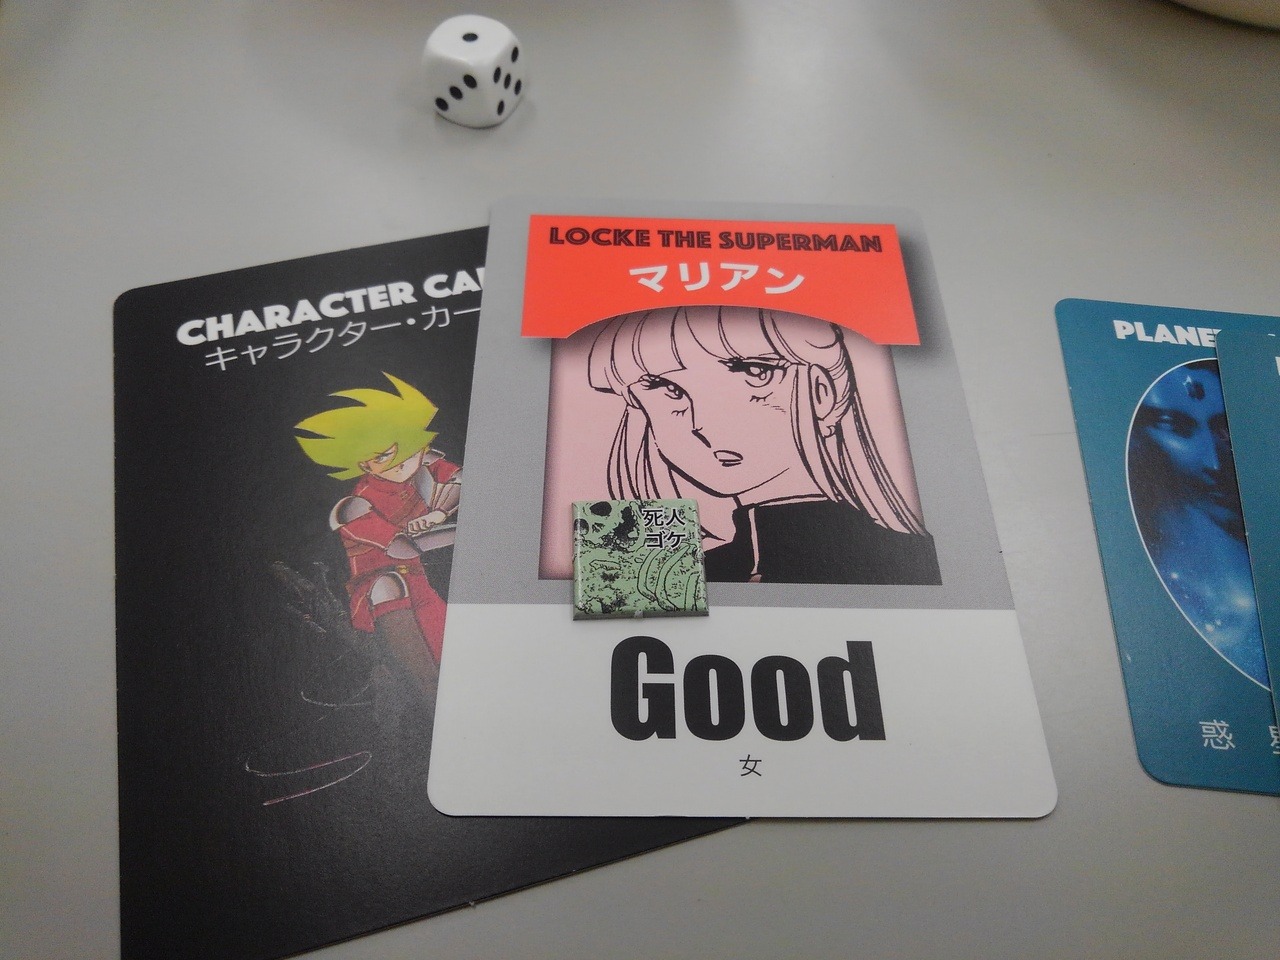 CHARACTER CA
キャラクター・カー
LOCKE THE SUPERMAN
マリアン
死人
ゴケ
Good
女
PLANE
惑